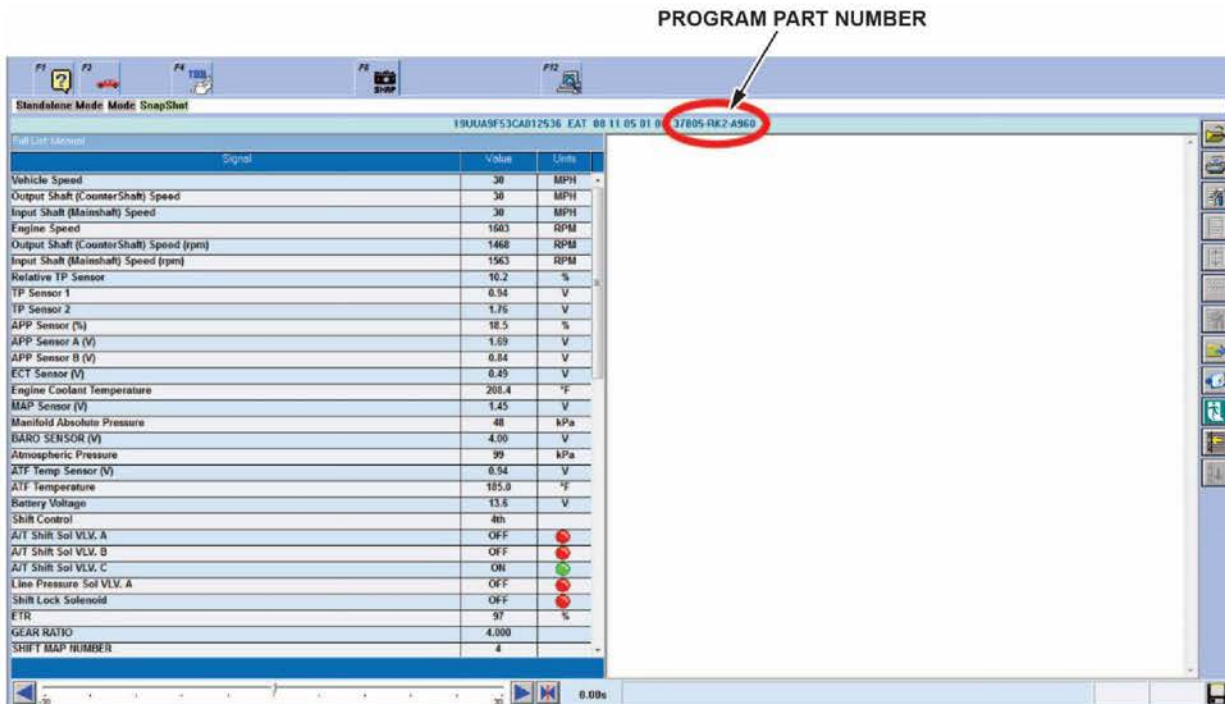 PROGRAM PART NUMBER
F1 F3 F4 F8 F12
SNAP
Standalone Mode Mode SnapShot
37805-RK2-A960
Full List Manual
Signal Value Units
Vehicle Speed 30 MPH
Output Shaft (CounterShaft) Speed 30 MPH
Input Shaft (Mainshaft) Speed 30 MPH
Engine Speed 1603 RPM
Output Shaft (CounterShaft) Speed (rpm) 1468 RPM
Input Shaft (Mainshaft) Speed (rpm) 1563 RPM
Relative TP Sensor 10.2 %
TP Sensor 1 0.94 V
TP Sensor 2 1.76 V
APP Sensor (%) 18.5 %
APP Sensor A (V) 1.69 V
APP Sensor B (V) 0.84 V
ECT Sensor (V) 0.49 V
Engine Coolant Temperature 208.4 °F
MAP Sensor (V) 1.45 V
Manifold Absolute Pressure 48 kPa
BARO SENSOR (V) 4.00 V
Atmospheric Pressure 99 kPa
ATF Temp Sensor (V) 0.94 V
ATF Temperature 185.0 °F
Battery Voltage 13.6 V
Shift Control 4th
A/T Shift Sol VLV. A OFF
A/T Shift Sol VLV. B OFF
A/T Shift Sol VLV. C ON
Line Pressure Sol VLV. A OFF
Shift Lock Solenoid OFF
ETR 97 %
GEAR RATIO 4.000
SHIFT MAP NUMBER 4
0.00s